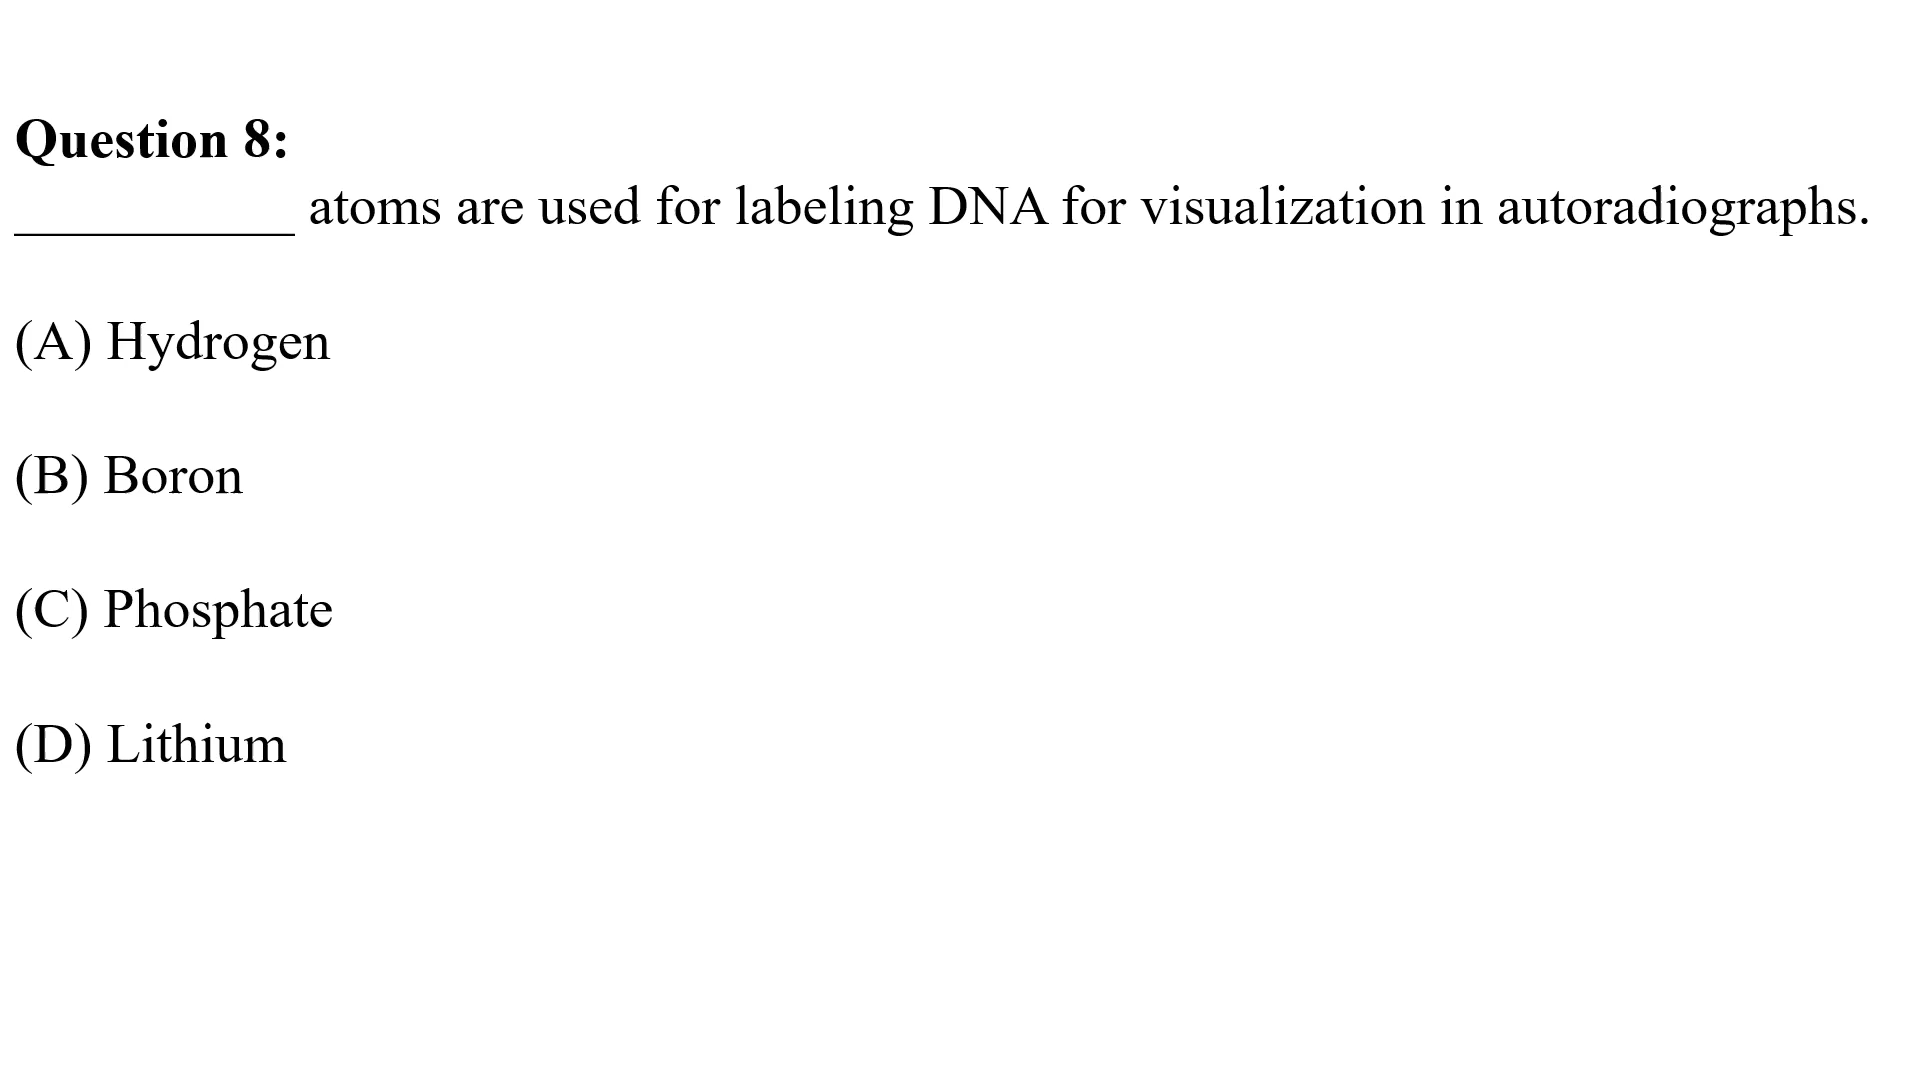 Question 8:
__________ atoms are used for labeling DNA for visualization in autoradiographs.
(A) Hydrogen
(B) Boron
(C) Phosphate
(D) Lithium